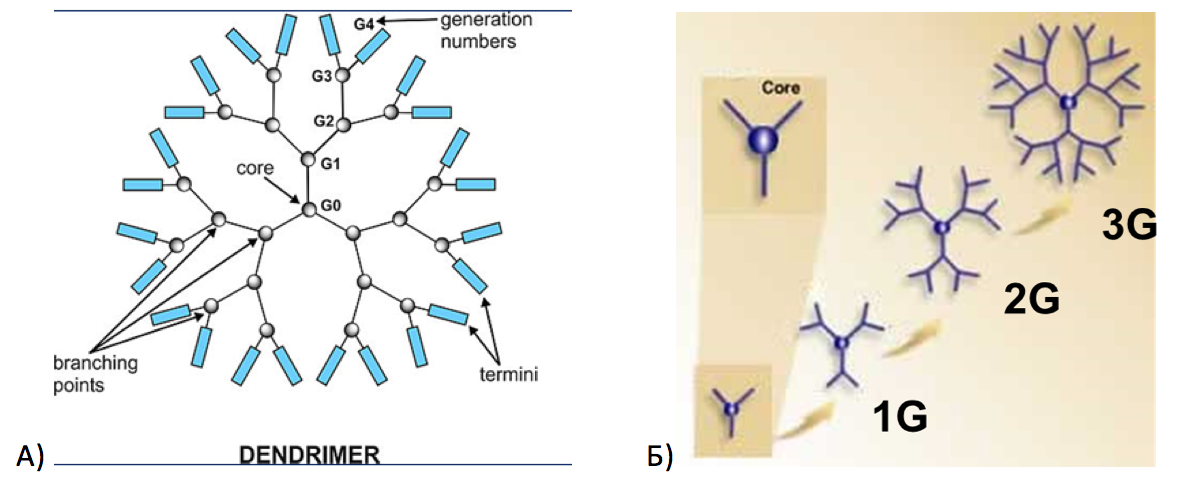 G4
generation
numbers
G3
G2
G1
core
G0
branching
points
termini
А)
DENDRIMER
Core
3G
2G
1G
Б)